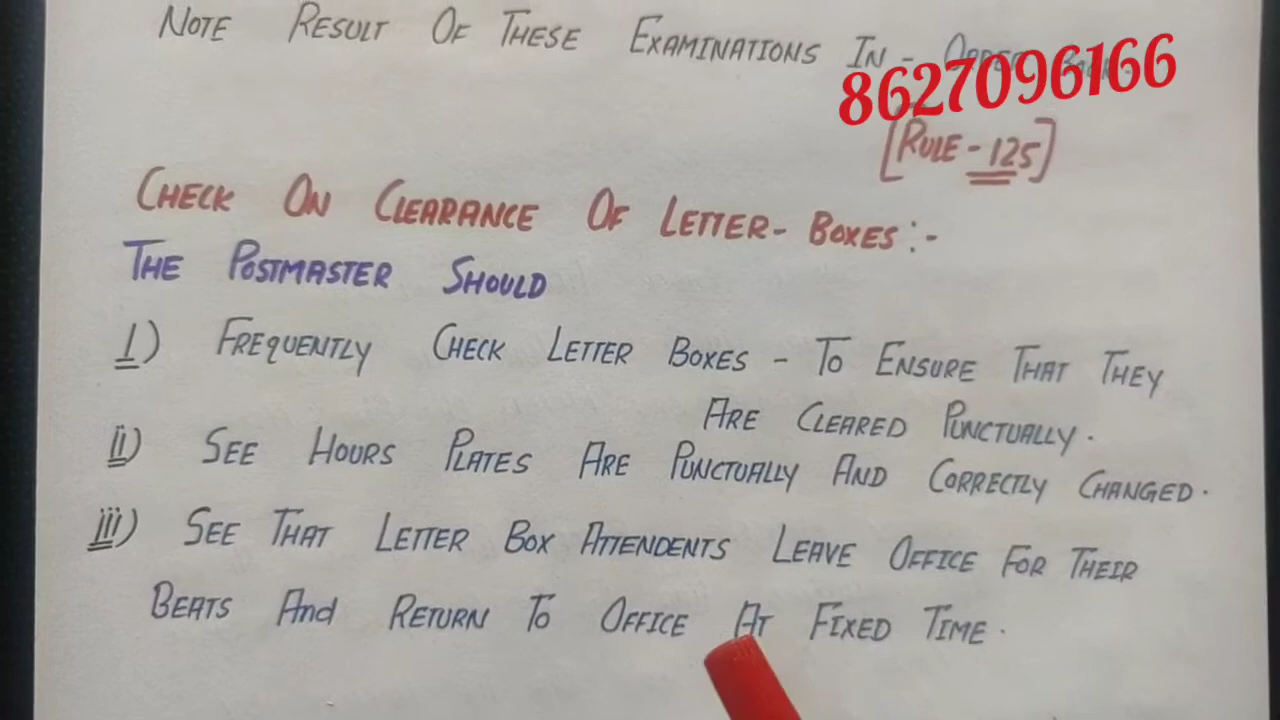 NOTE RESULT OF THESE EXAMINATIONS IN - ORDER BOOK.
8627096166
[RULE - 125]
CHECK ON CLEARANCE OF LETTER- BOXES:-
THE POSTMASTER SHOULD
I) FREQUENTLY CHECK LETTER BOXES - TO ENSURE THAT THEY
ARE CLEARED PUNCTUALLY.
ii) SEE HOURS PLATES ARE PUNCTUALLY AND CORRECTLY CHANGED.
iii) SEE THAT LETTER BOX ATTENDENTS LEAVE OFFICE FOR THEIR
BEATS And RETURN TO OFFICE AT FIXED TIME.